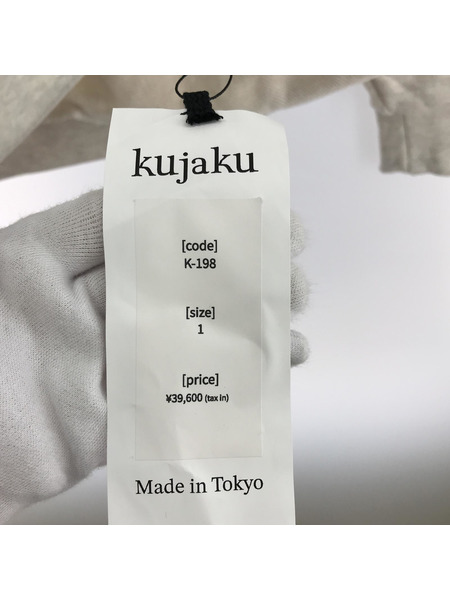 kujaku
[code]
K-198
[size]
1
[price]
¥39,600 (tax in)
Made in Tokyo